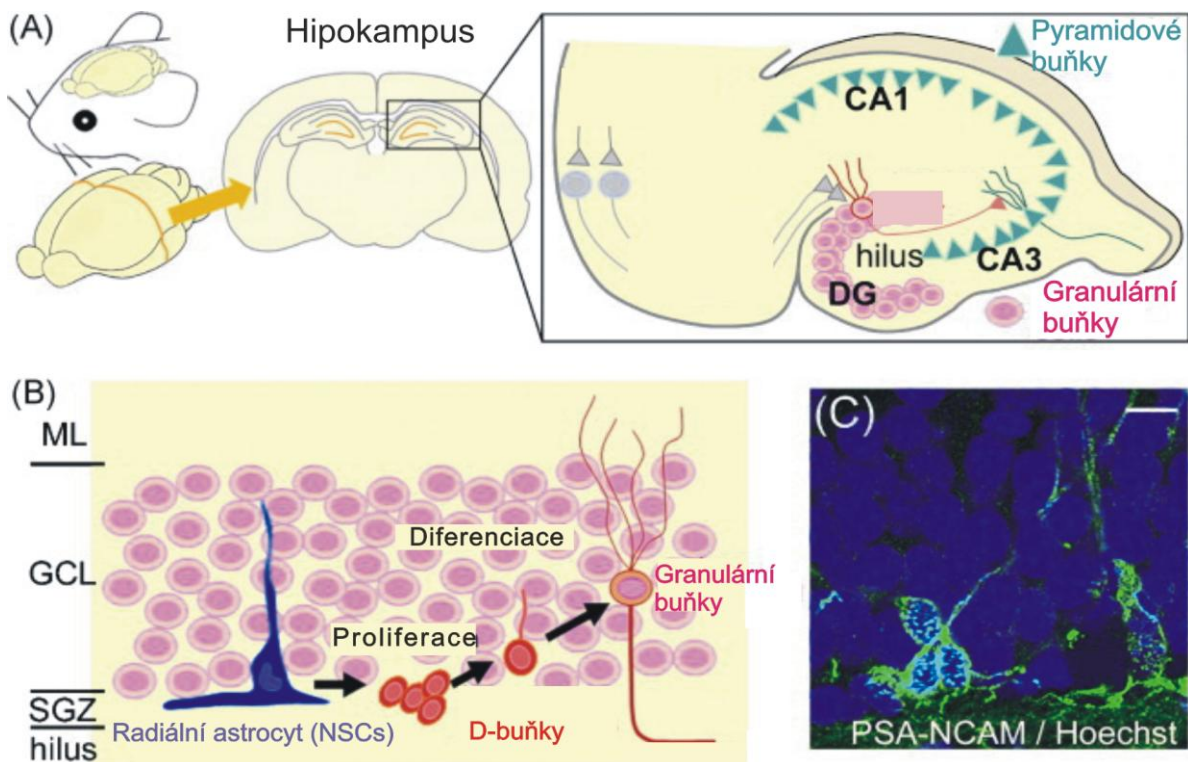 (A)
Hipokampus
Pyramidové
buňky
CA1
hilus
CA3
DG
Granulární
buňky
(B)
ML
GCL
SGZ
hilus
Diferenciace
Granulární
buňky
Proliferace
Radiální astrocyt (NSCs)
D-buňky
(C)
PSA-NCAM / Hoechst